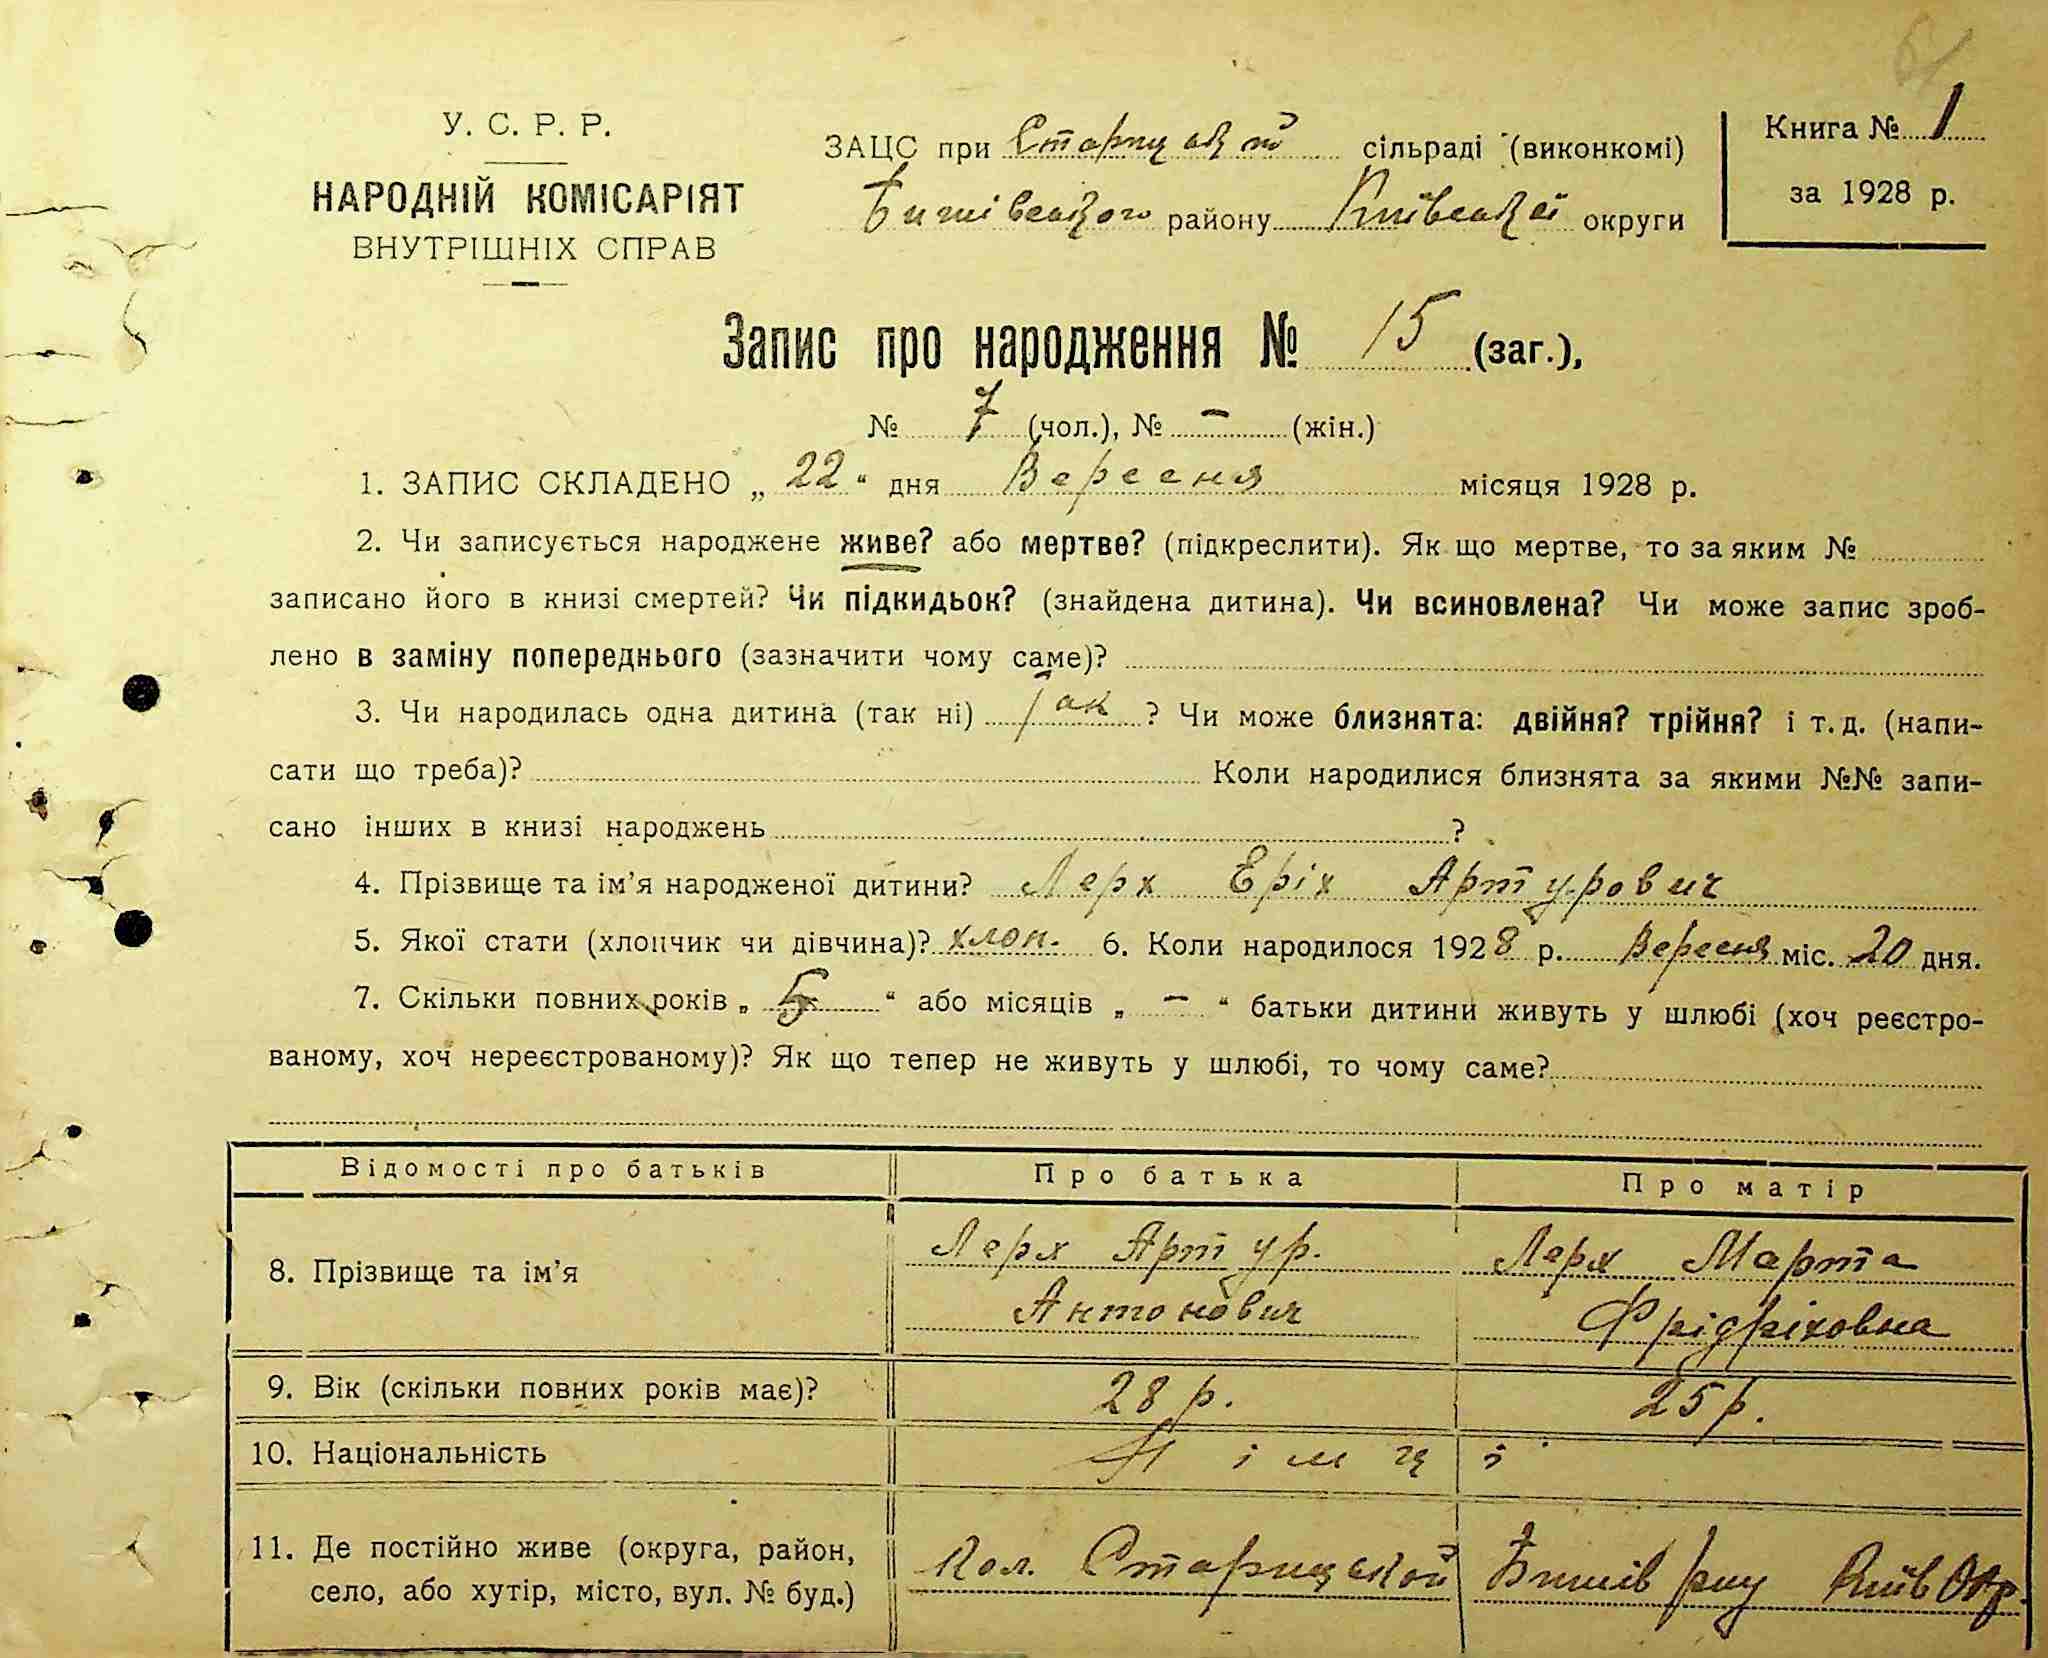 61
У. С. Р. Р.
НАРОДНІЙ КОМІСАРІЯТ
ВНУТРІШНІХ СПРАВ
ЗАЦС при сільраді (виконкомі)
Бишівського району Київської округи
Книга № 1
за 1928 р.
Запис про народження № 15 (заг.),
№ 7 (чол.), № – (жін.)
1. ЗАПИС СКЛАДЕНО „ 22 “ дня Вересня місяця 1928 р.
2. Чи записується народжене живе? або мертве? (підкреслити). Як що мертве, то за яким №
записано його в книзі смертей? Чи підкидьок? (знайдена дитина). Чи всиновлена? Чи може запис зроб-
лено в заміну попереднього (зазначити чому саме)?
3. Чи народилась одна дитина (так ні) Так ? Чи може близнята: двійня? трійня? і т. д. (напи-
сати що треба)? Коли народилися близнята за якими №№ запи-
сано інших в книзі народжень ?
4. Прізвище та ім’я народженої дитини? Лерх Еріх Артурович
5. Якої стати (хлопчик чи дівчина)? хлоп. 6. Коли народилося 1928 р. Вересня міс. 20 дня.
7. Скільки повних років „ 5 “ або місяців „ – “ батьки дитини живуть у шлюбі (хоч реєстро-
ваному, хоч нереєстрованому)? Як що тепер не живуть у шлюбі, то чому саме?
Відомості про батьків Про батька Про матір
8. Прізвище та ім’я Лерх Артур. Лерх Марта
Антонович Фрідріховна
9. Вік (скільки повних років має)? 28 р. 25 р.
10. Національність Німці
11. Де постійно живе (округа, район, Кол. Старицькой Бишів рну Київ Окр.
село, або хутір, місто, вул. № буд.)